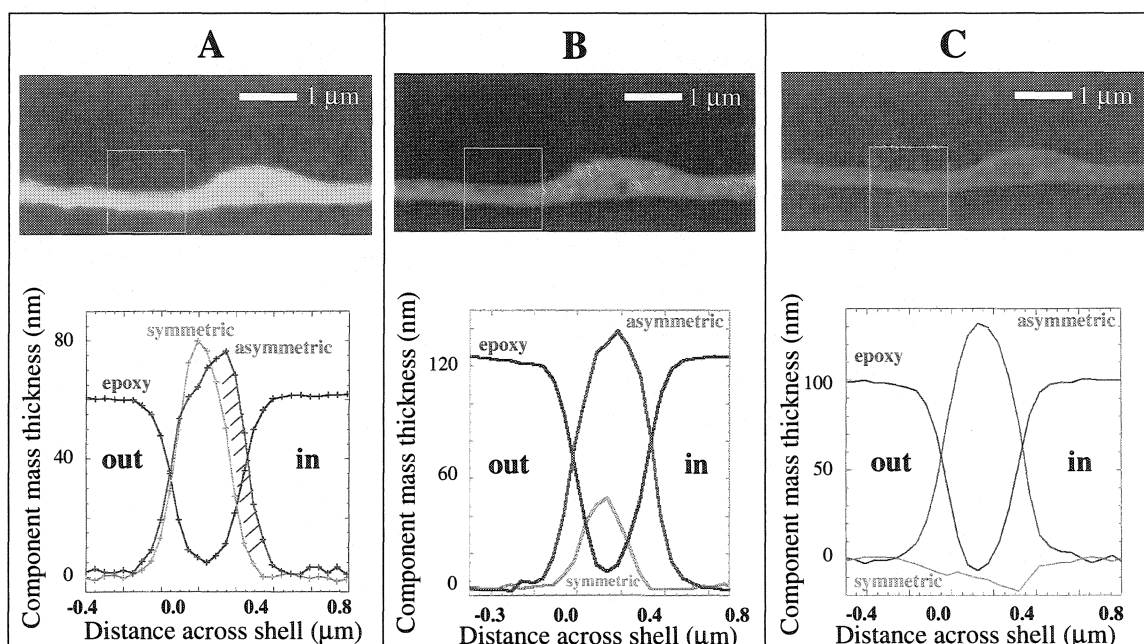 A
B
C
1 μm
1 μm
1 μm
Component mass thickness (nm)
80
40
0
symmetric
asymmetric
epoxy
out
in
-0.4
0.0
0.4
0.8
Distance across shell (μm)
Component mass thickness (nm)
120
60
0
asymmetric
epoxy
out
in
symmetric
-0.3
0.0
0.4
0.8
Distance across shell (μm)
Component mass thickness (nm)
100
50
0
asymmetric
epoxy
out
in
symmetric
-0.4
0.0
0.4
0.8
Distance across shell (μm)